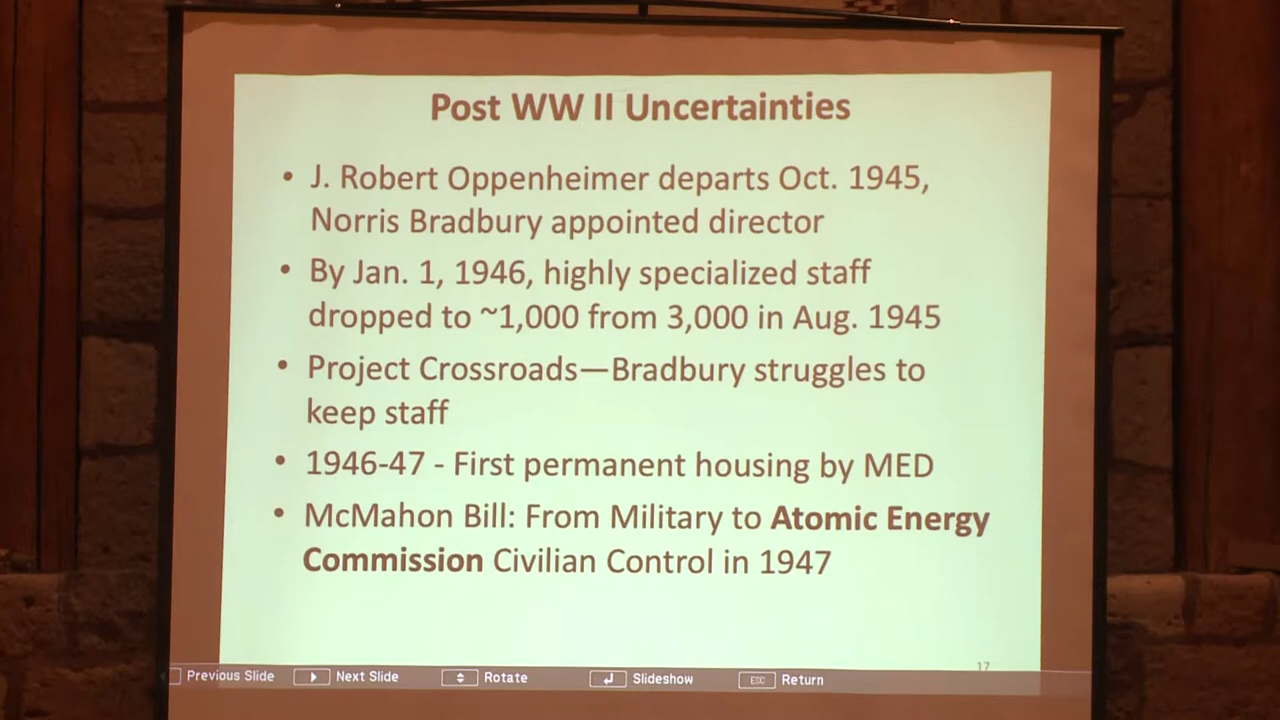 Post WW II Uncertainties
• J. Robert Oppenheimer departs Oct. 1945,
Norris Bradbury appointed director
• By Jan. 1, 1946, highly specialized staff
dropped to ~1,000 from 3,000 in Aug. 1945
• Project Crossroads—Bradbury struggles to
keep staff
• 1946-47 - First permanent housing by MED
• McMahon Bill: From Military to Atomic Energy
Commission Civilian Control in 1947
17
Previous Slide Next Slide Rotate Slideshow ESC Return